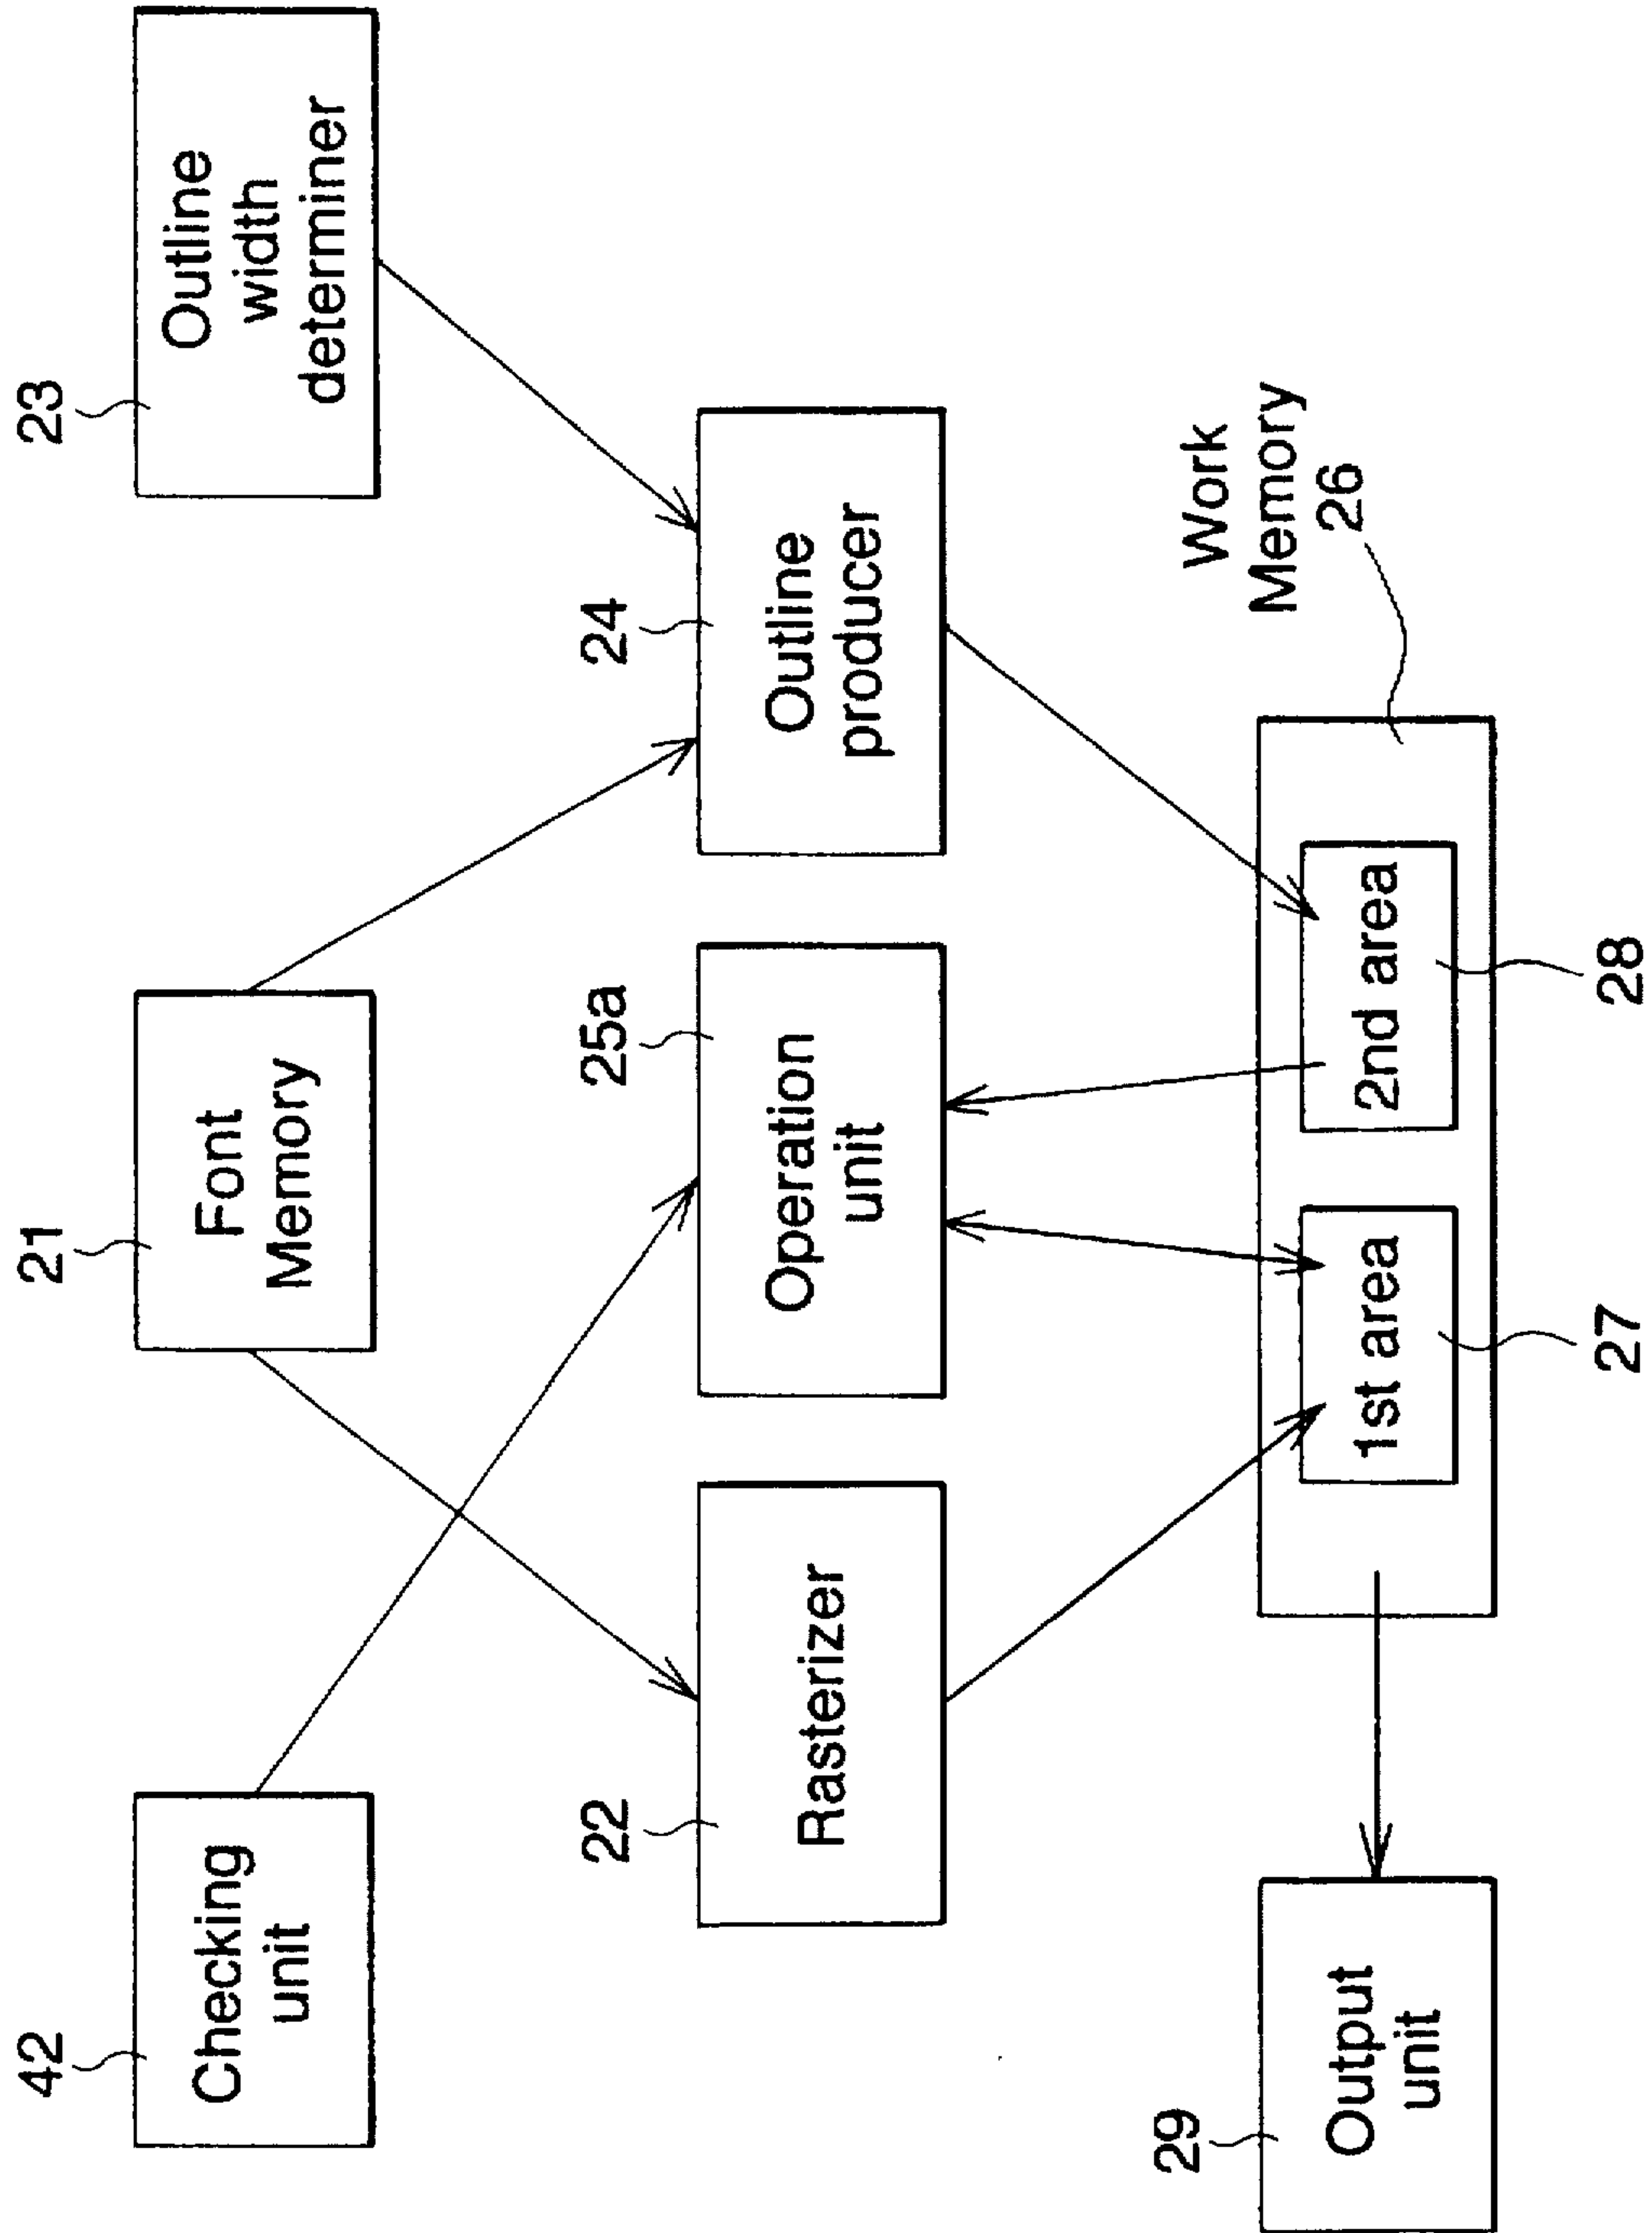 42
Checking
unit
21
Font
Memory
23
Outline
width
determiner
22
Rasterizer
25a
Operation
unit
24
Outline
producer
29
Output
unit
1st area
27
2nd area
28
Work
Memory
26